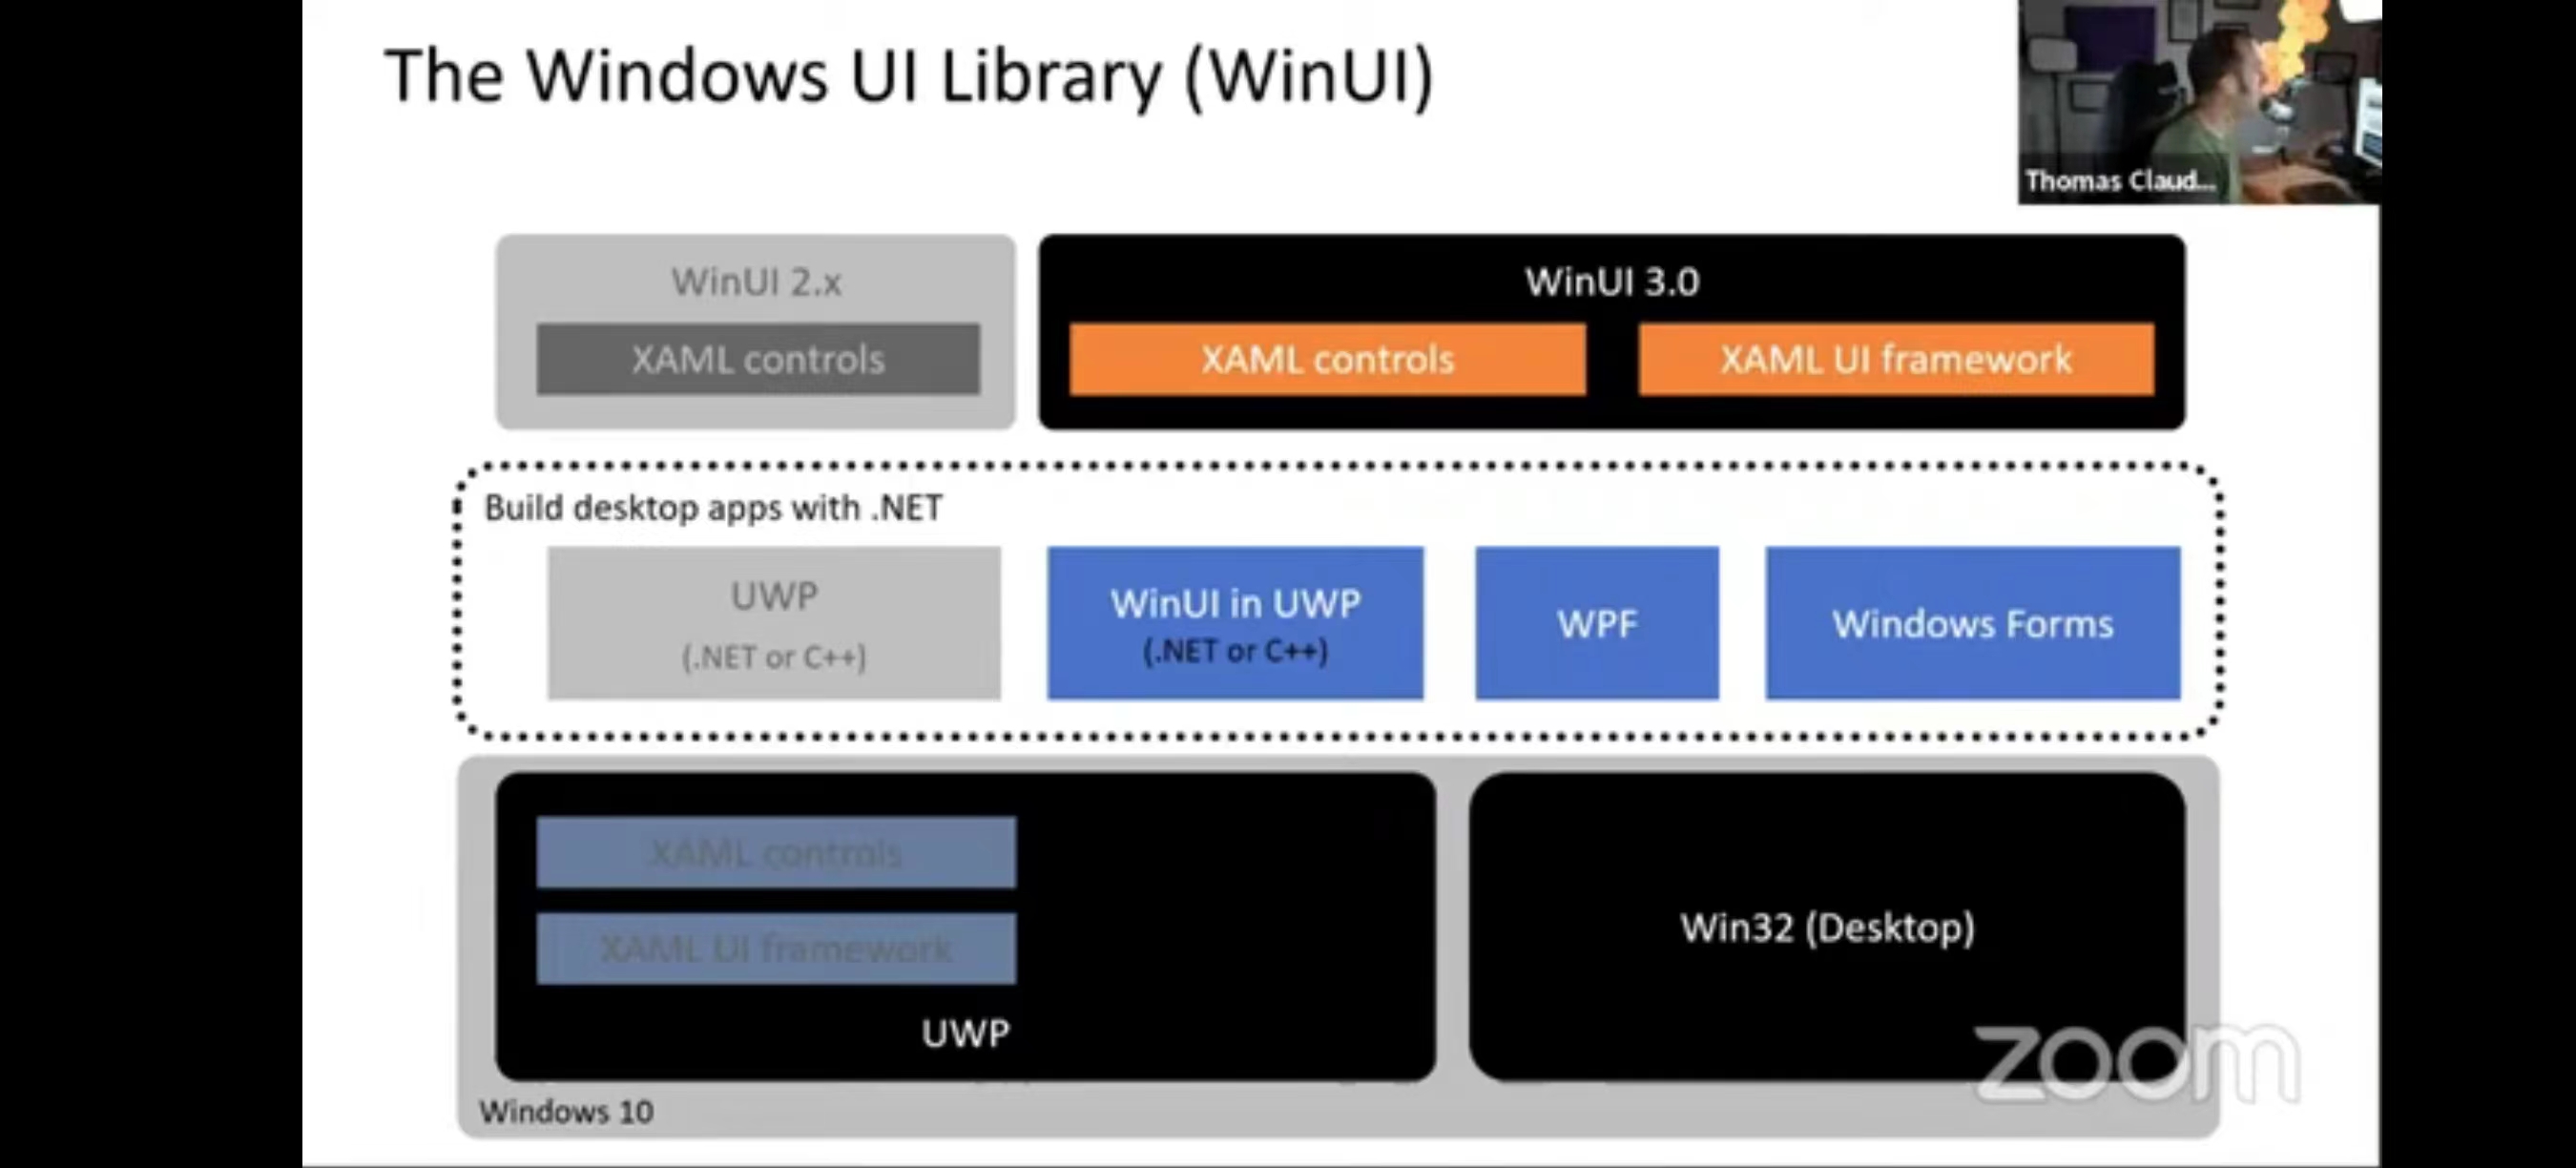 The Windows UI Library (WinUI)
Thomas Claud...
WinUI 2.x
XAML controls
WinUI 3.0
XAML controls
XAML UI framework
Build desktop apps with .NET
UWP
(.NET or C++)
WinUI in UWP
(.NET or C++)
WPF
Windows Forms
XAML controls
XAML UI framework
UWP
Win32 (Desktop)
Windows 10
zoom